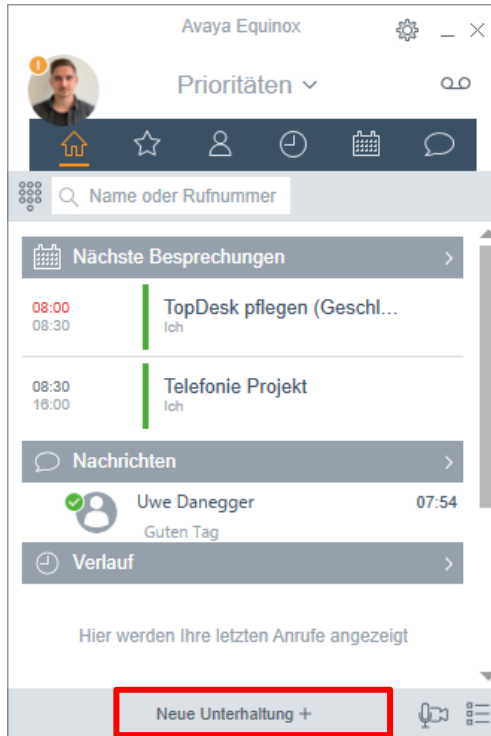 Avaya Equinox
Prioritäten
Name oder Rufnummer
Nächste Besprechungen
08:00 TopDesk pflegen (Geschl...
08:30 Ich
08:30 Telefonie Projekt
16:00 Ich
Nachrichten
Uwe Danegger 07:54
Guten Tag
Verlauf
Hier werden Ihre letzten Anrufe angezeigt
Neue Unterhaltung +